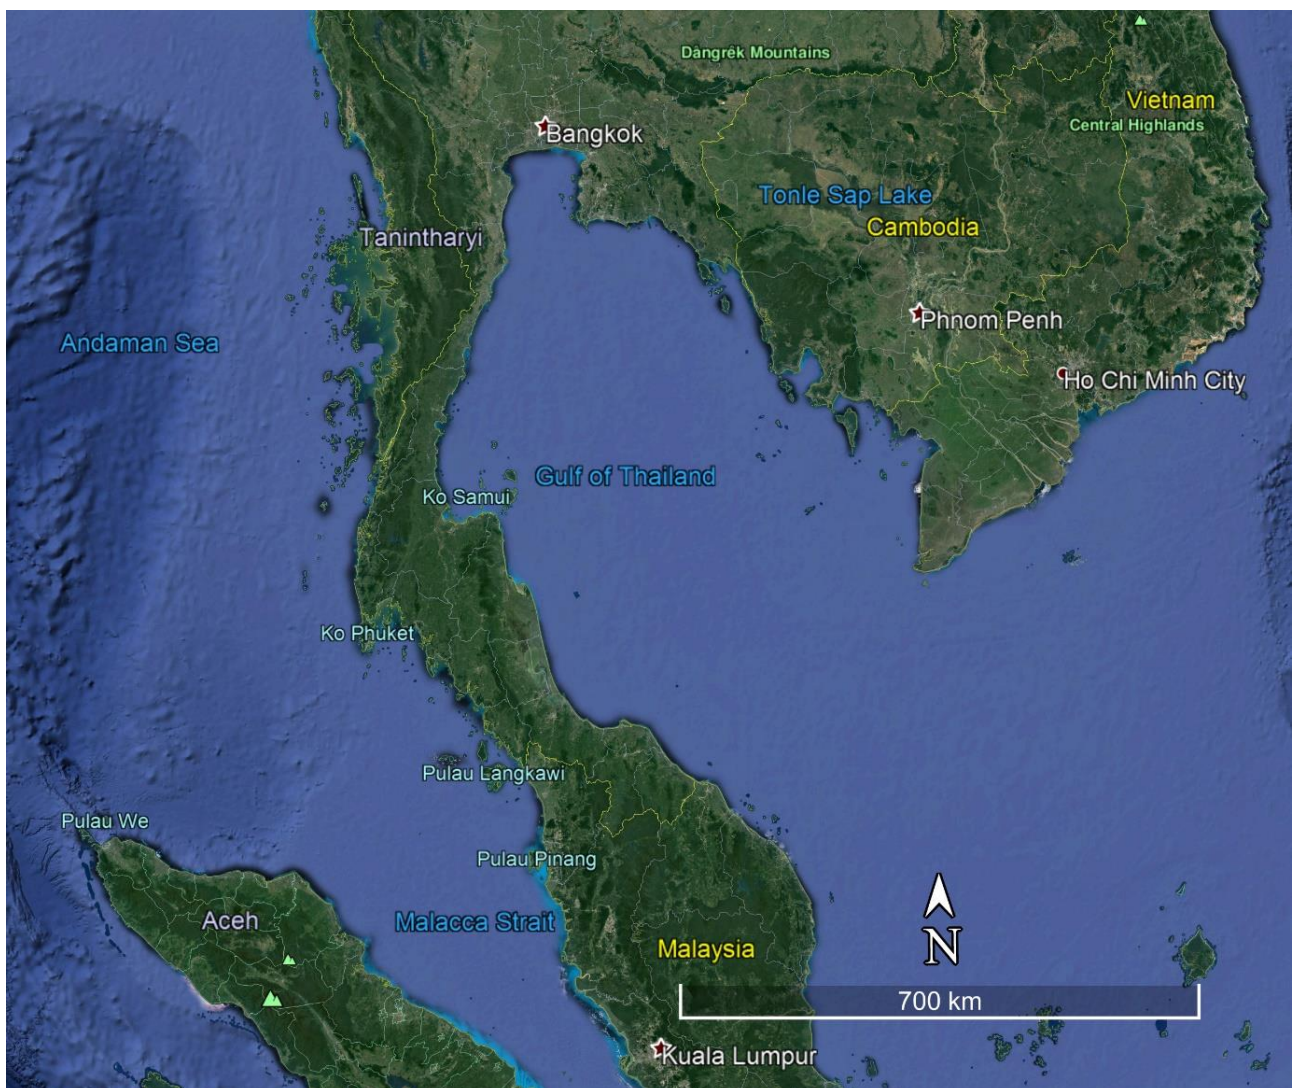 Dângrêk Mountains
Vietnam
Central Highlands
Bangkok
Tonle Sap Lake
Cambodia
Tanintharyi
Phnom Penh
Andaman Sea
Ho Chi Minh City
Gulf of Thailand
Ko Samui
Ko Phuket
Pulau Langkawi
Pulau We
Pulau Pinang
Aceh
Malacca Strait
N
Malaysia
700 km
Kuala Lumpur